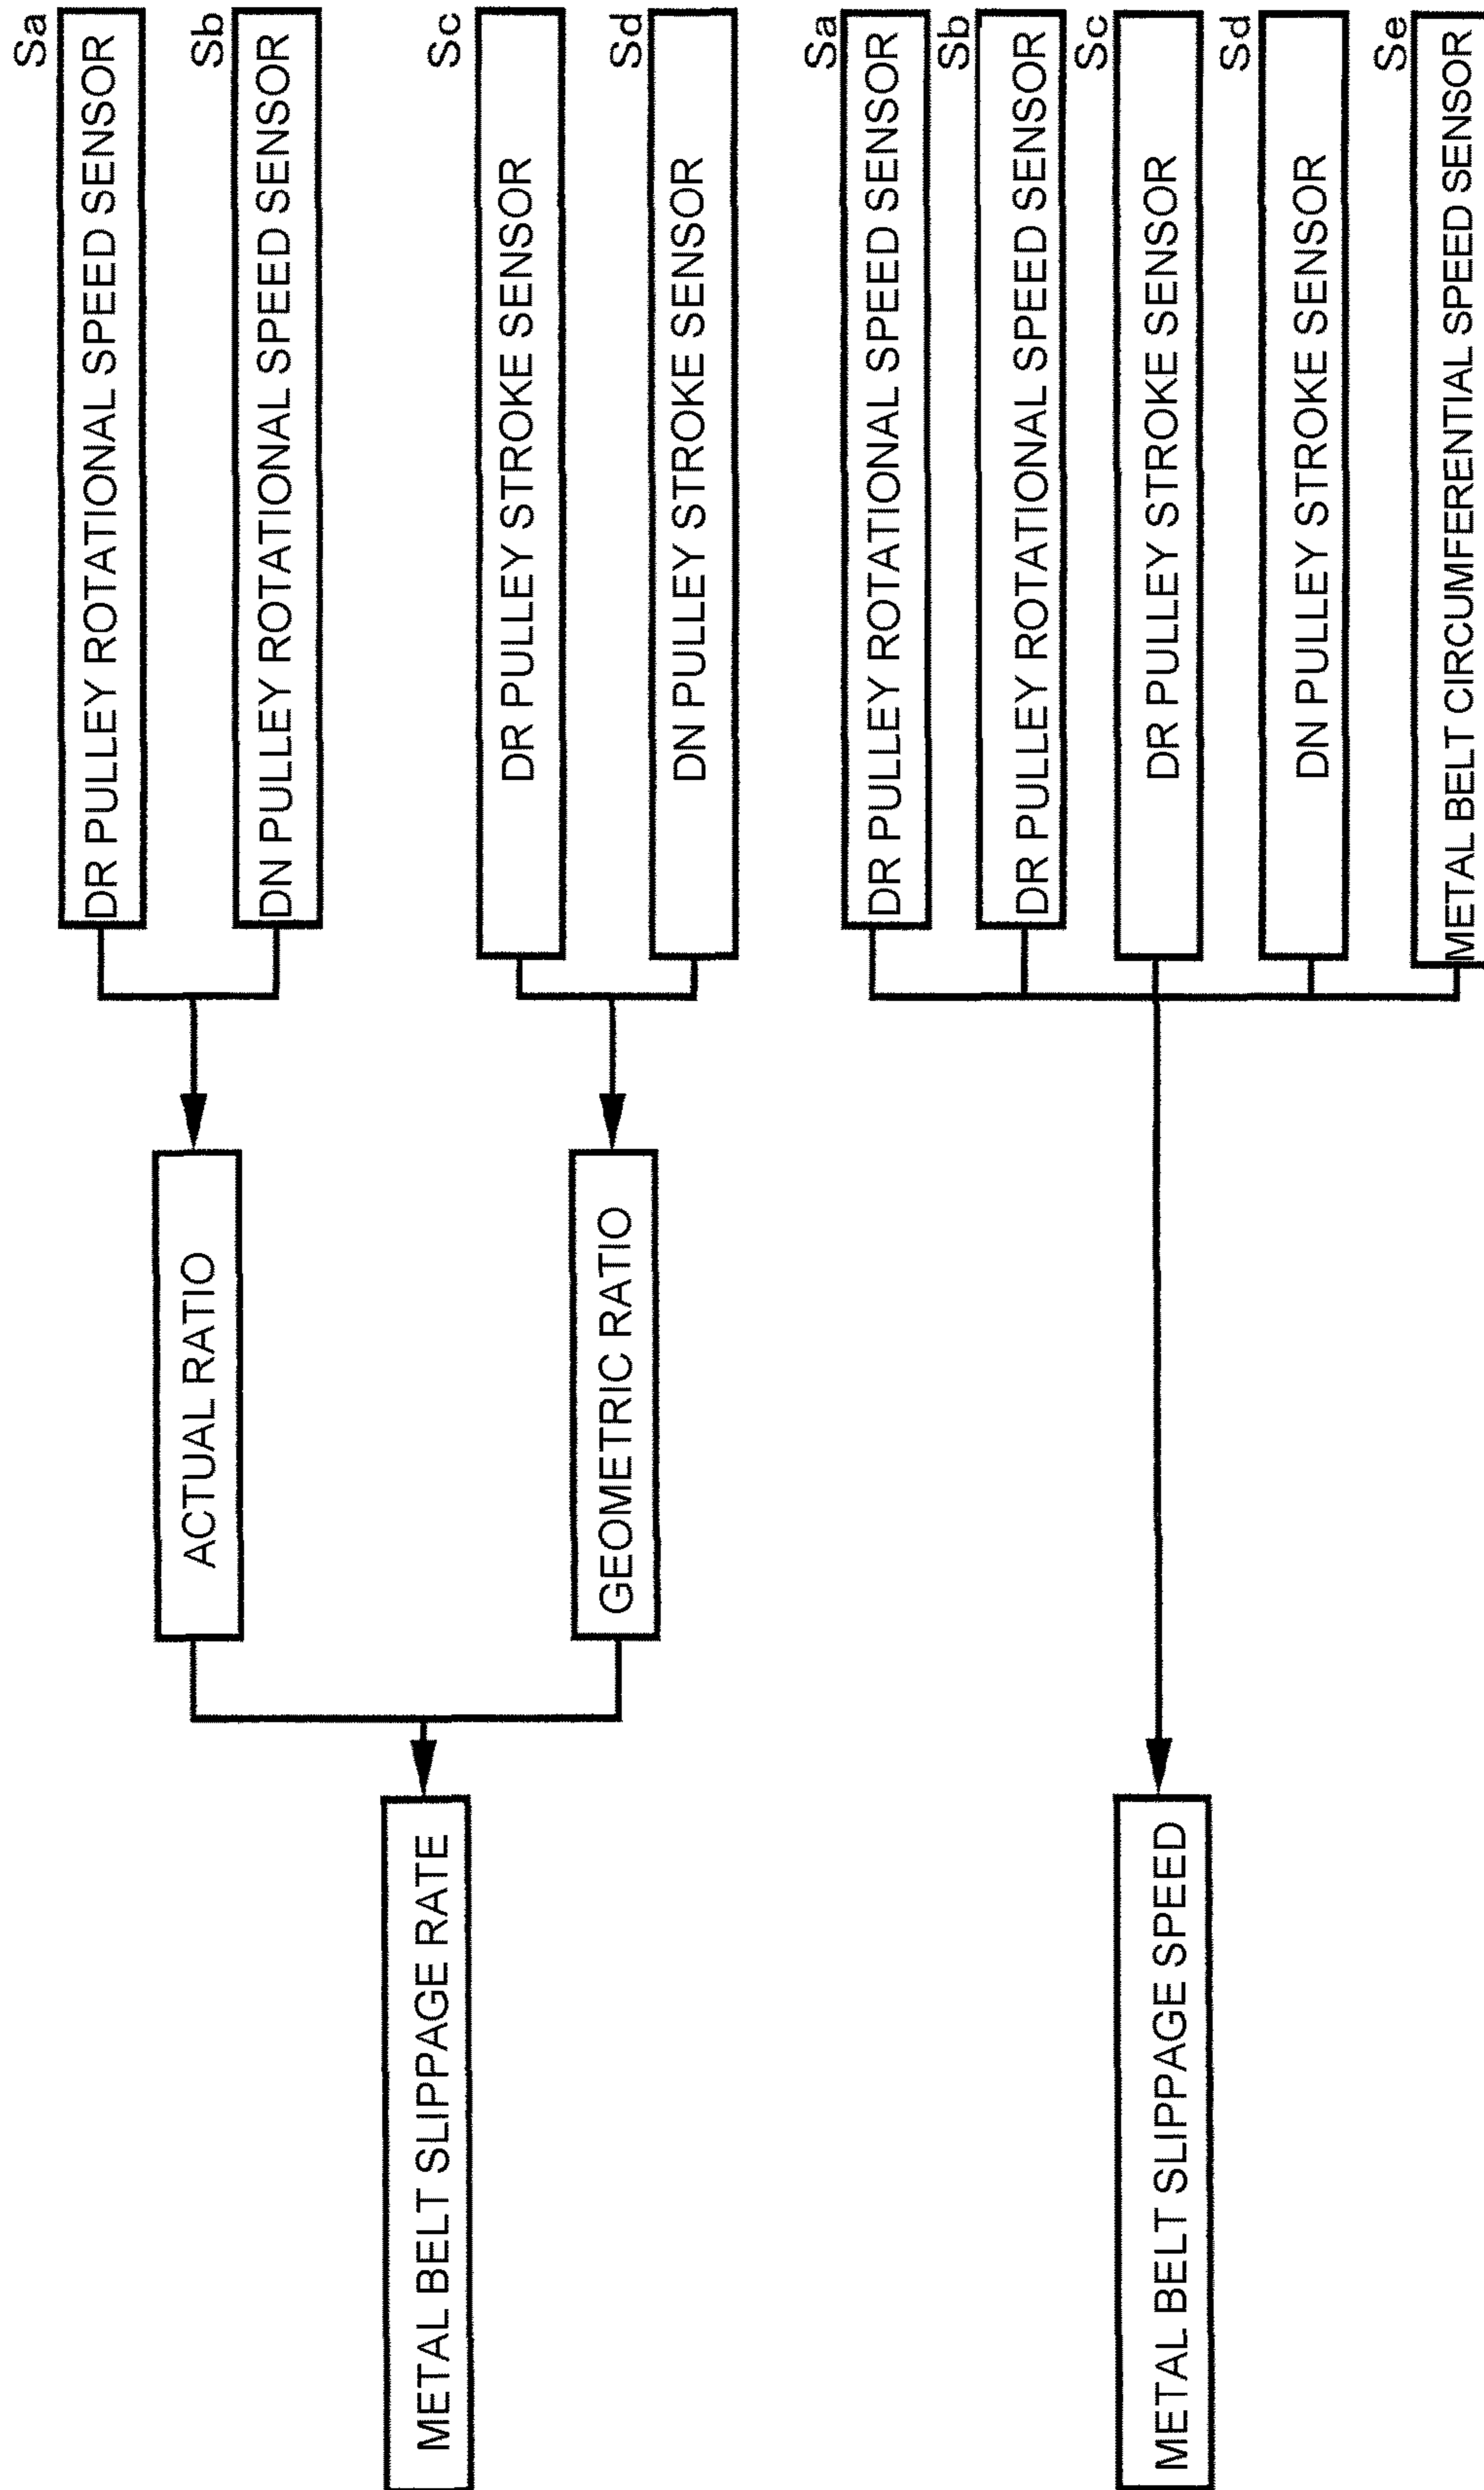 METAL BELT SLIPPAGE RATE
ACTUAL RATIO
Sa
DR PULLEY ROTATIONAL SPEED SENSOR
Sb
DN PULLEY ROTATIONAL SPEED SENSOR
GEOMETRIC RATIO
Sc
DR PULLEY STROKE SENSOR
Sd
DN PULLEY STROKE SENSOR
METAL BELT SLIPPAGE SPEED
Sa
DR PULLEY ROTATIONAL SPEED SENSOR
Sb
DR PULLEY ROTATIONAL SPEED SENSOR
Sc
DR PULLEY STROKE SENSOR
Sd
DN PULLEY STROKE SENSOR
Se
METAL BELT CIRCUMFERENTIAL SPEED SENSOR